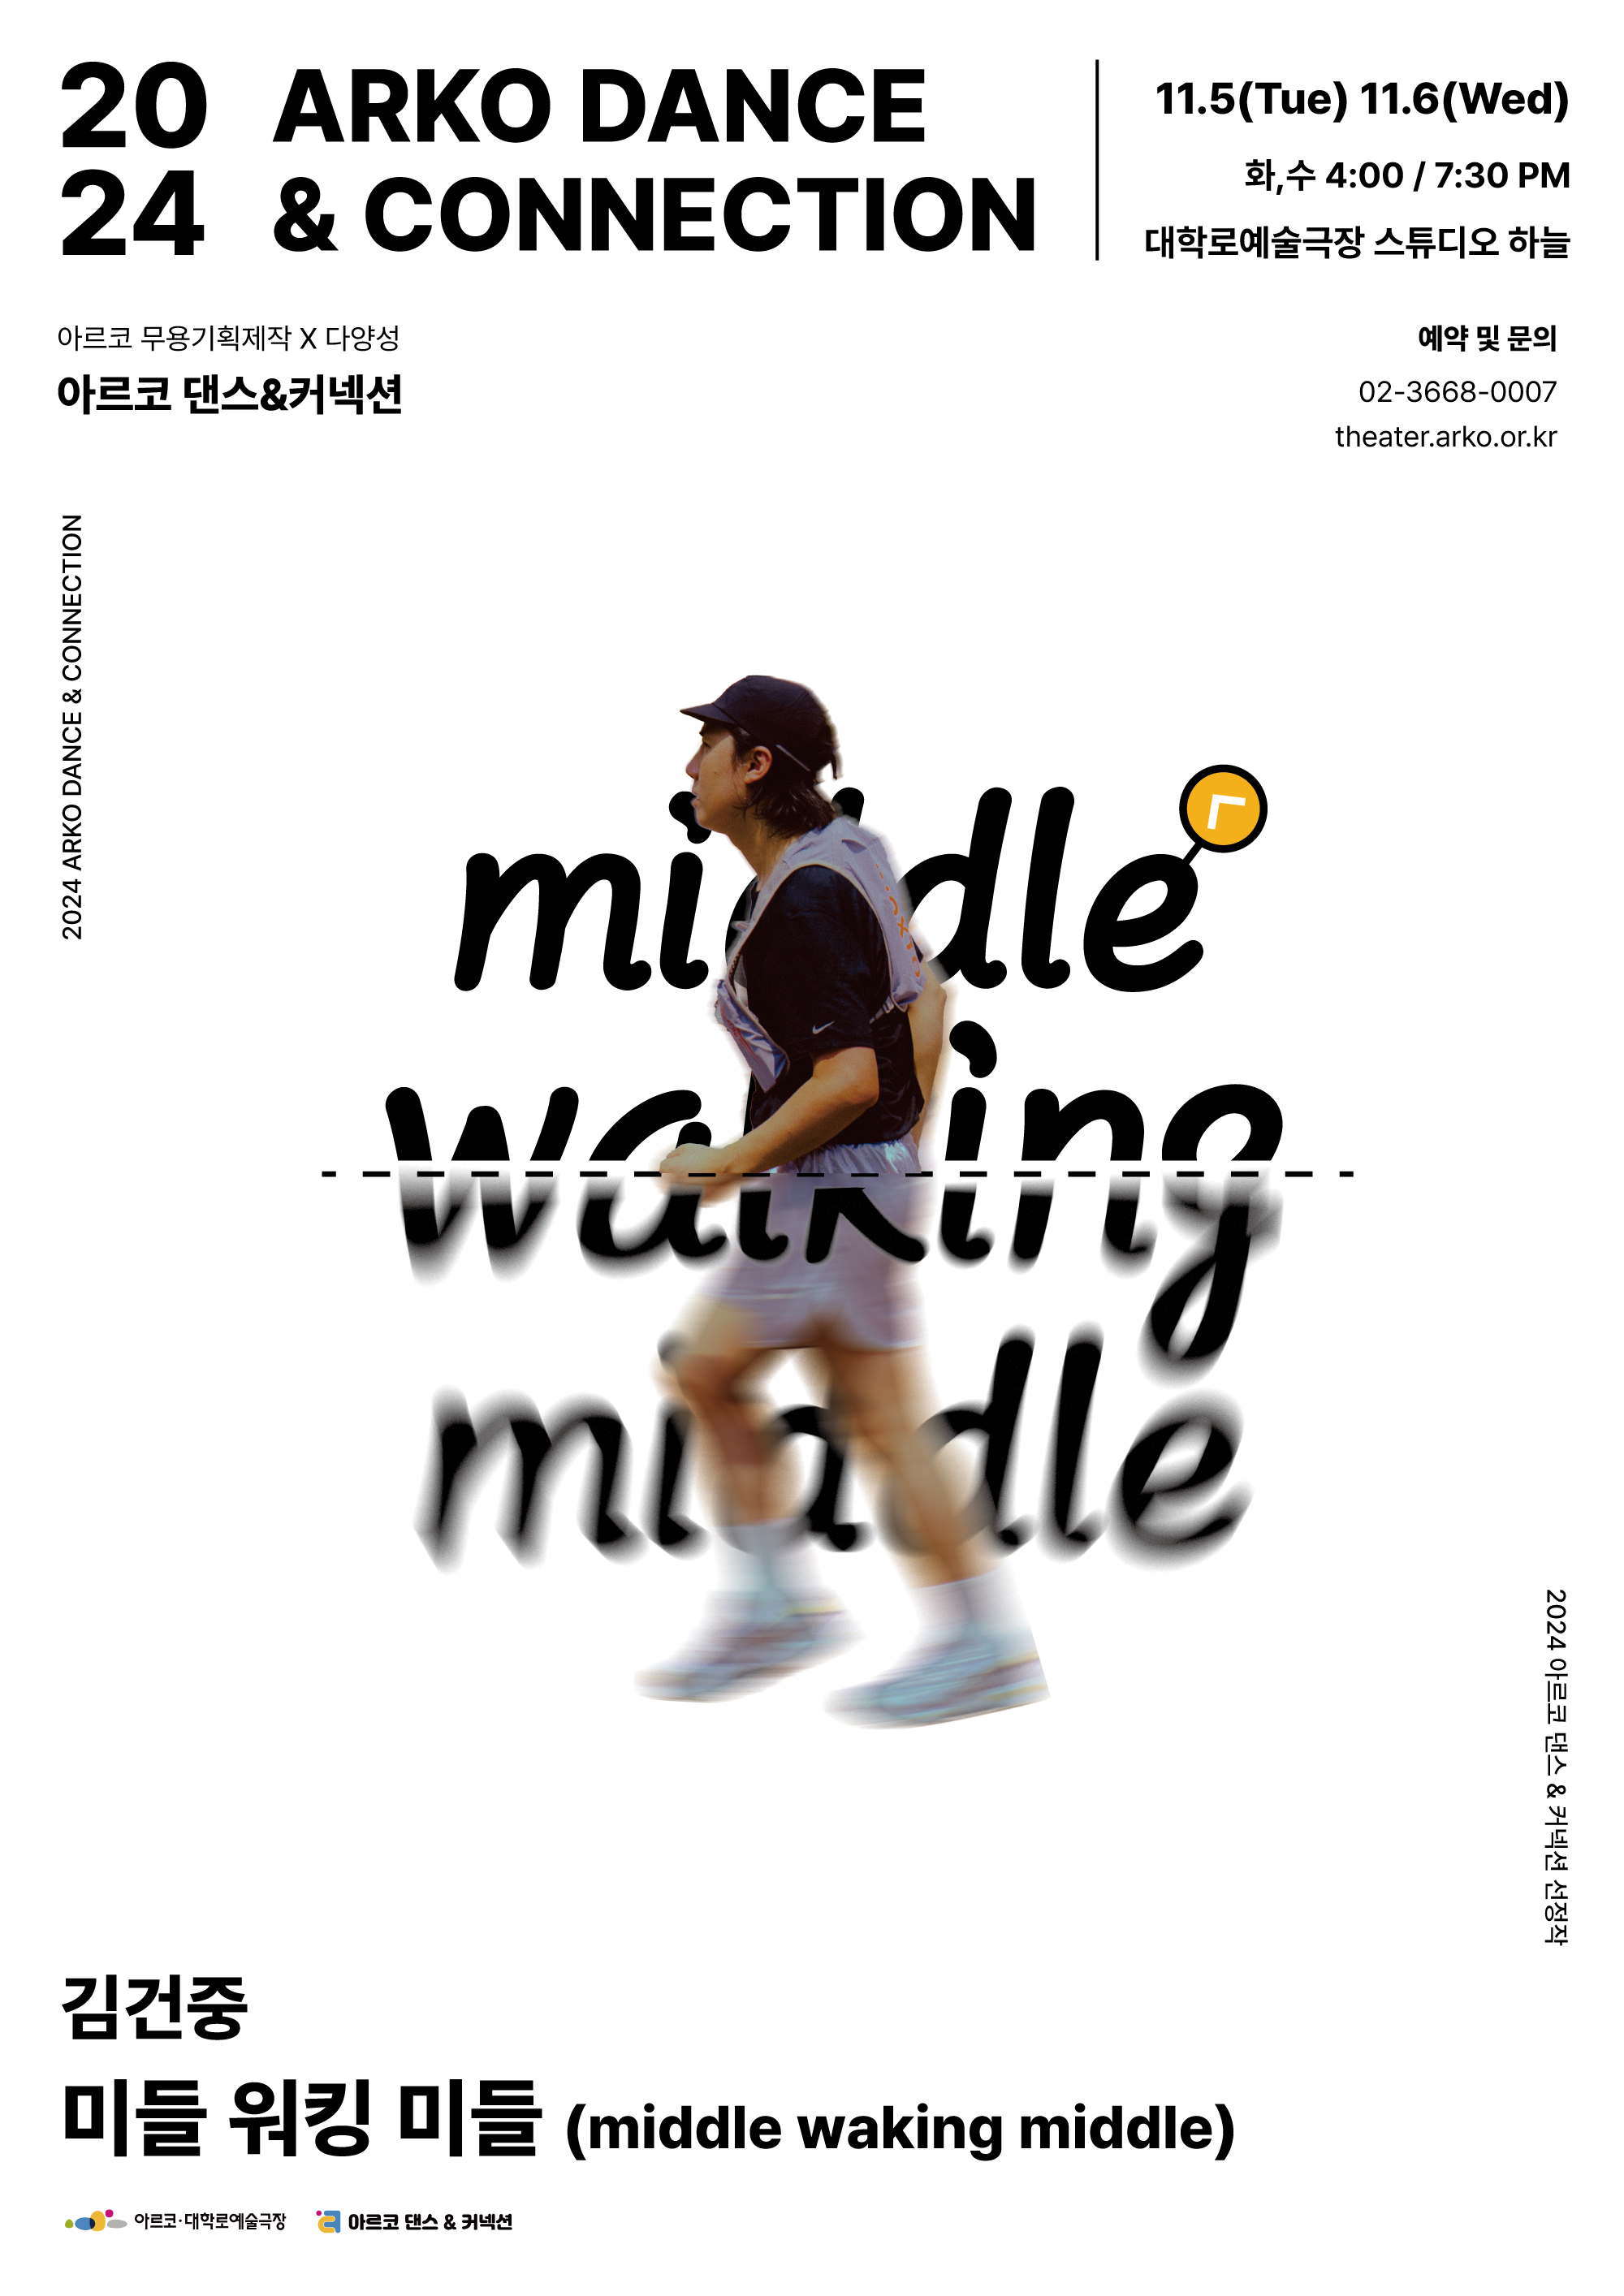 20
24
ARKO DANCE
& CONNECTION
11.5(Tue) 11.6(Wed)
화,수 4:00 / 7:30 PM
대학로예술극장 스튜디오 하늘
아르코 무용기획제작 X 다양성
아르코 댄스&커넥션
예약 및 문의
02-3668-0007
theater.arko.or.kr
2024 ARKO DANCE & CONNECTION
middle
walking
middle
2024 아르코 댄스 & 커넥션 선정작
김건중
미들 워킹 미들 (middle waking middle)
아르코·대학로예술극장
아르코 댄스 & 커넥션